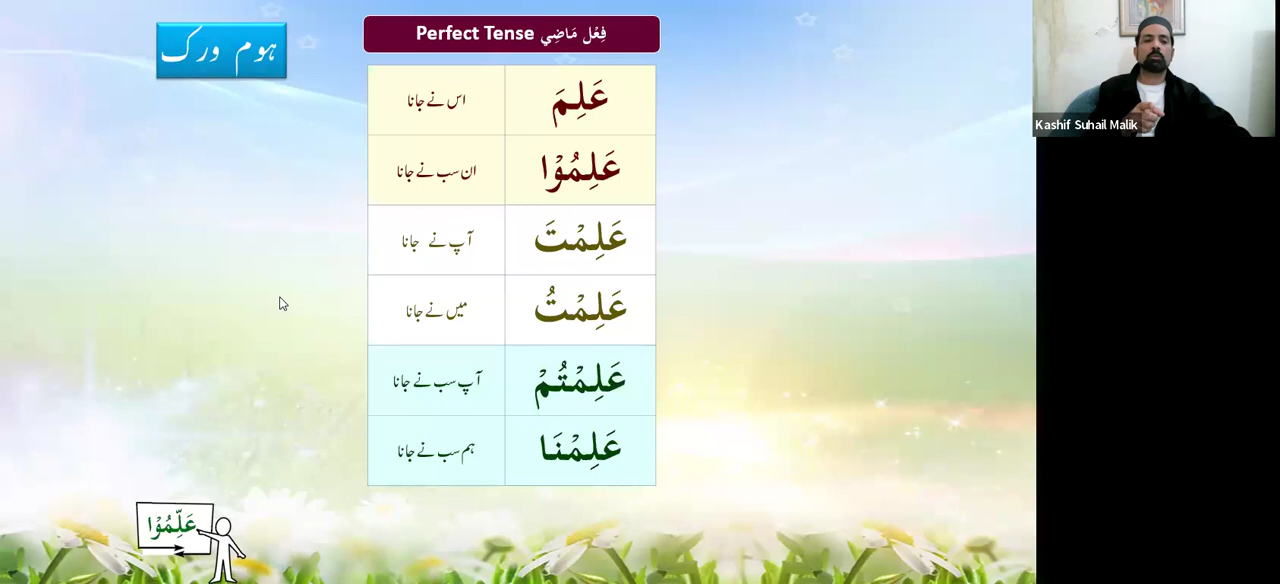 ہوم ورک
فِعْل مَاضِي Perfect Tense
عَلِمَ اس نے جانا
عَلِمُوْا ان سب نے جانا
عَلِمْتَ آپ نے جانا
عَلِمْتُ میں نے جانا
عَلِمْتُمْ آپ سب نے جانا
عَلِمْنَا ہم سب نے جانا
عَلِّمُوْا
Kashif Suhail Malik